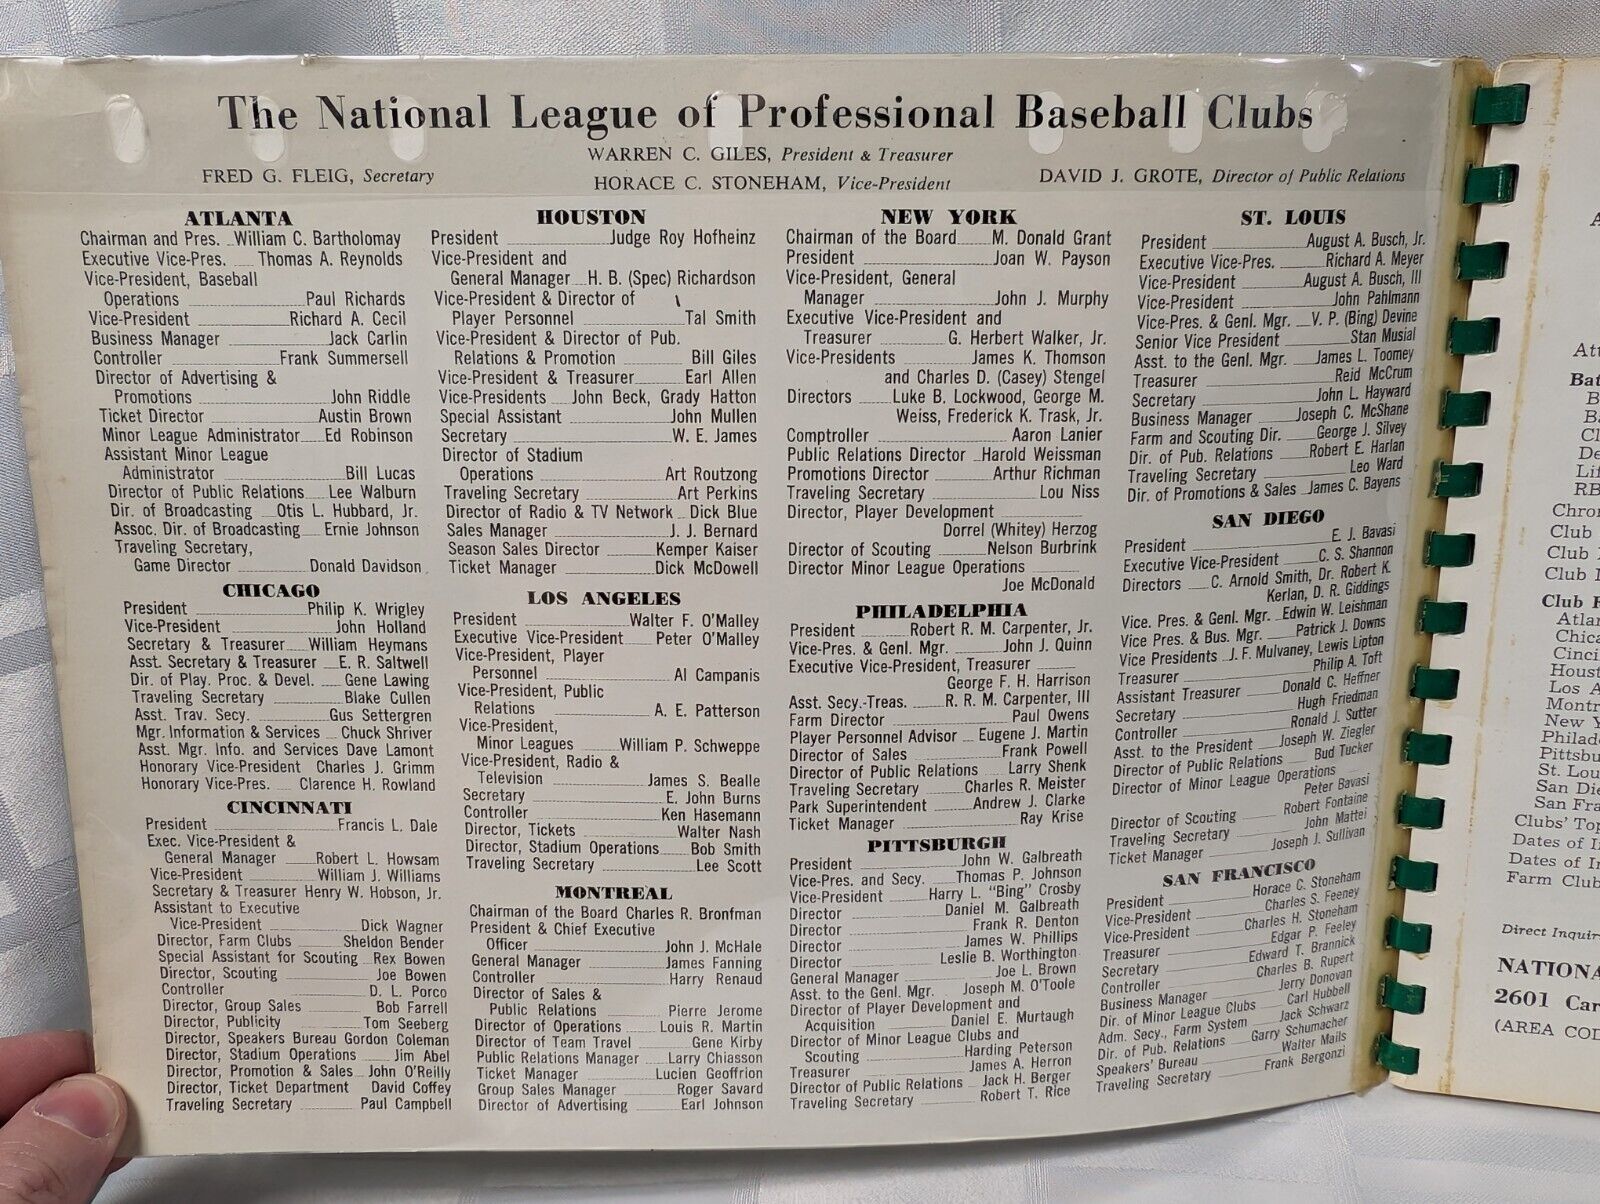 The National League of Professional Baseball Clubs
WARREN C. GILES, President & Treasurer
FRED G. FLEIG, Secretary
HORACE C. STONEHAM, Vice-President
DAVID J. GROTE, Director of Public Relations
ATLANTA
Chairman and Pres. William C. Bartholomay
Executive Vice-Pres. Thomas A. Reynolds
Vice-President, Baseball
Operations Paul Richards
Vice-President Richard A. Cecil
Business Manager Jack Carlin
Controller Frank Summersell
Director of Advertising &
Promotions John Riddle
Ticket Director Austin Brown
Minor League Administrator Ed Robinson
Assistant Minor League
Administrator Bill Lucas
Director of Public Relations Lee Walburn
Dir. of Broadcasting Otis L. Hubbard, Jr.
Assoc. Dir. of Broadcasting Ernie Johnson
Traveling Secretary,
Game Director Donald Davidson
CHICAGO
President Philip K. Wrigley
Vice-President John Holland
Secretary & Treasurer William Heymans
Asst. Secretary & Treasurer E. R. Saltwell
Dir. of Play. Proc. & Devel. Gene Lawing
Traveling Secretary Blake Cullen
Asst. Trav. Secy. Gus Settergren
Mgr. Information & Services Chuck Shriver
Asst. Mgr. Info. and Services Dave Lamont
Honorary Vice-President Charles J. Grimm
Honorary Vice-Pres. Clarence H. Rowland
CINCINNATI
President Francis L. Dale
Exec. Vice-President &
General Manager Robert L. Howsam
Vice-President William J. Williams
Secretary & Treasurer Henry W. Hobson, Jr.
Assistant to Executive
Vice-President Dick Wagner
Director, Farm Clubs Sheldon Bender
Special Assistant for Scouting Rex Bowen
Director, Scouting Joe Bowen
Controller D. L. Porco
Director, Group Sales Bob Farrell
Director, Publicity Tom Seeberg
Director, Speakers Bureau Gordon Coleman
Director, Stadium Operations Jim Abel
Director, Promotion & Sales John O'Reilly
Director, Ticket Department David Coffey
Traveling Secretary Paul Campbell
HOUSTON
President Judge Roy Hofheinz
Vice-President and
General Manager H. B. (Spec) Richardson
Vice-President & Director of
Player Personnel Tal Smith
Vice-President & Director of Pub.
Relations & Promotion Bill Giles
Vice-President & Treasurer Earl Allen
Vice-Presidents John Beck, Grady Hatton
Special Assistant John Mullen
Secretary W. E. James
Director of Stadium
Operations Art Routzong
Traveling Secretary Art Perkins
Director of Radio & TV Network Dick Blue
Sales Manager J. J. Bernard
Season Sales Director Kemper Kaiser
Ticket Manager Dick McDowell
LOS ANGELES
President Walter F. O'Malley
Executive Vice-President Peter O'Malley
Vice-President, Player
Personnel Al Campanis
Vice-President, Public
Relations A. E. Patterson
Vice-President,
Minor Leagues William P. Schweppe
Vice-President, Radio &
Television James S. Bealle
Secretary E. John Burns
Controller Ken Hasemann
Director, Tickets Walter Nash
Director, Stadium Operations Bob Smith
Traveling Secretary Lee Scott
MONTREAL
Chairman of the Board Charles R. Bronfman
President & Chief Executive
Officer John J. McHale
General Manager James Fanning
Controller Harry Renaud
Director of Sales &
Public Relations Pierre Jerome
Director of Operations Louis R. Martin
Director of Team Travel Gene Kirby
Public Relations Manager Larry Chiasson
Ticket Manager Lucien Geoffrion
Group Sales Manager Roger Savard
Director of Advertising Earl Johnson
NEW YORK
Chairman of the Board M. Donald Grant
President Joan W. Payson
Vice-President, General
Manager John J. Murphy
Executive Vice-President and
Treasurer G. Herbert Walker, Jr.
Vice-Presidents James K. Thomson
and Charles D. (Casey) Stengel
Directors Luke B. Lockwood, George M.
Weiss, Frederick K. Trask, Jr.
Comptroller Aaron Lanier
Public Relations Director Harold Weissman
Promotions Director Arthur Richman
Traveling Secretary Lou Niss
Director, Player Development
Dorrel (Whitey) Herzog
Director of Scouting Nelson Burbrink
Director Minor League Operations
Joe McDonald
PHILADELPHIA
President Robert R. M. Carpenter, Jr.
Vice-Pres. & Genl. Mgr. John J. Quinn
Executive Vice-President, Treasurer
George F. H. Harrison
Asst. Secy.-Treas. R. R. M. Carpenter, III
Farm Director Paul Owens
Player Personnel Advisor Eugene J. Martin
Director of Sales Frank Powell
Director of Public Relations Larry Shenk
Traveling Secretary Charles R. Meister
Park Superintendent Andrew J. Clarke
Ticket Manager Ray Krise
PITTSBURGH
President John W. Galbreath
Vice-Pres. and Secy. Thomas P. Johnson
Vice-President Harry L. "Bing" Crosby
Director Daniel M. Galbreath
Director Frank R. Denton
Director James W. Phillips
Director Leslie B. Worthington
General Manager Joe L. Brown
Asst. to the Genl. Mgr. Joseph M. O'Toole
Director of Player Development and
Acquisition Daniel E. Murtaugh
Director of Minor League Clubs and
Scouting Harding Peterson
Treasurer James A. Herron
Director of Public Relations Jack H. Berger
Traveling Secretary Robert T. Rice
ST. LOUIS
President August A. Busch, Jr.
Executive Vice-Pres. Richard A. Meyer
Vice-President August A. Busch, III
Vice-President John Pahlmann
Vice-Pres. & Genl. Mgr. V. P. (Bing) Devine
Senior Vice President Stan Musial
Asst. to the Genl. Mgr. James L. Toomey
Treasurer Reid McCrum
Secretary John L. Hayward
Business Manager Joseph C. McShane
Farm and Scouting Dir. George J. Silvey
Dir. of Pub. Relations Robert E. Harlan
Traveling Secretary Leo Ward
Dir. of Promotions & Sales James C. Bayens
SAN DIEGO
President E. J. Bavasi
Executive Vice-President C. S. Shannon
Directors C. Arnold Smith, Dr. Robert K.
Kerlan, D. R. Giddings
Vice. Pres. & Genl. Mgr. Edwin W. Leishman
Vice Pres. & Bus. Mgr. Patrick J. Downs
Vice Presidents J. F. Mulvaney, Lewis Lipton
Treasurer Philip A. Toft
Assistant Treasurer Donald C. Heffner
Secretary Hugh Friedman
Controller Ronald J. Sutter
Asst. to the President Joseph W. Ziegler
Director of Public Relations Bud Tucker
Director of Minor League Operations
Peter Bavasi
Director of Scouting Robert Fontaine
Traveling Secretary John Mattei
Ticket Manager Joseph J. Sullivan
SAN FRANCISCO
President Horace C. Stoneham
Vice-President Charles S. Feeney
Vice-President Charles H. Stoneham
Treasurer Edgar P. Feeley
Secretary Edward T. Brannick
Controller Charles B. Rupert
Business Manager Jerry Donovan
Dir. of Minor League Clubs Carl Hubbell
Adm. Secy., Farm System Jack Schwarz
Dir. of Pub. Relations Garry Schumacher
Speakers' Bureau Walter Mails
Traveling Secretary Frank Bergonzi
Chron
Club
Club
Club
Club
Atlan
Chica
Cinci
Houst
Los A
Montr
New Y
Philad
Pittsbu
St. Lou
San Die
San Fra
Clubs' Top
Dates of I
Dates of I
Farm Club
Direct Inquir
NATIONA
2601 Car
(AREA COD